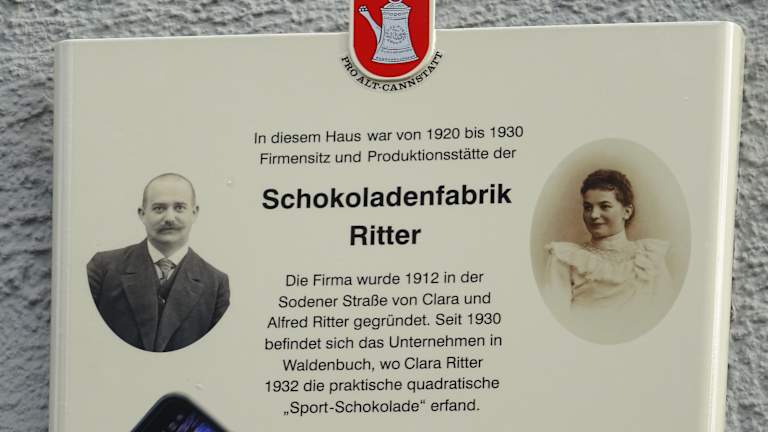 PRO ALT-CANNSTATT
In diesem Haus war von 1920 bis 1930
Firmensitz und Produktionsstätte der
Schokoladenfabrik
Ritter
Die Firma wurde 1912 in der
Sodener Straße von Clara und
Alfred Ritter gegründet. Seit 1930
befindet sich das Unternehmen in
Waldenbuch, wo Clara Ritter
1932 die praktische quadratische
„Sport-Schokolade“ erfand.